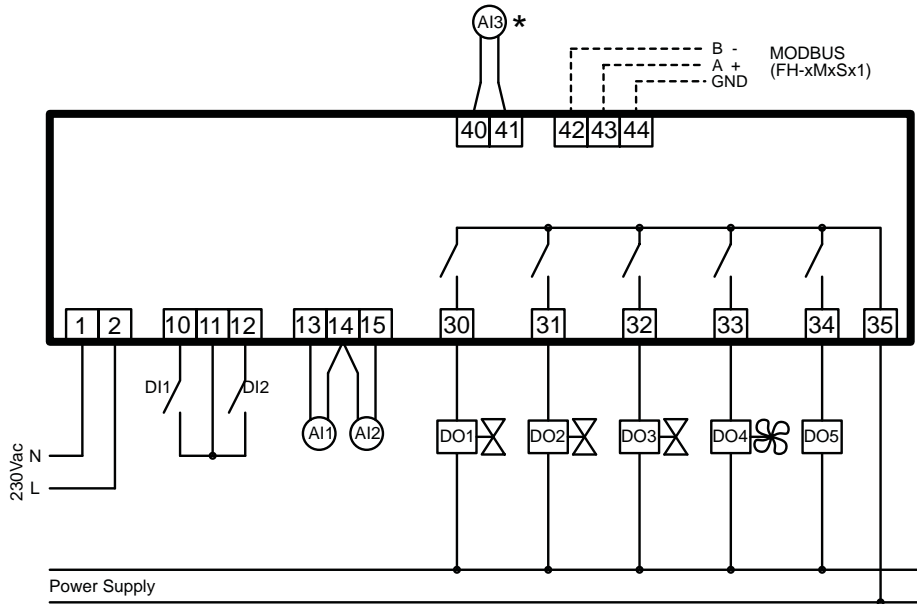 AI3 *
B -
A +
GND
MODBUS
(FH-xMxSx1)
40 41 42 43 44
1 2 10 11 12 13 14 15 30 31 32 33 34 35
DI1 DI2
AI1 AI2
DO1 DO2 DO3 DO4 DO5
230Vac
N
L
Power Supply